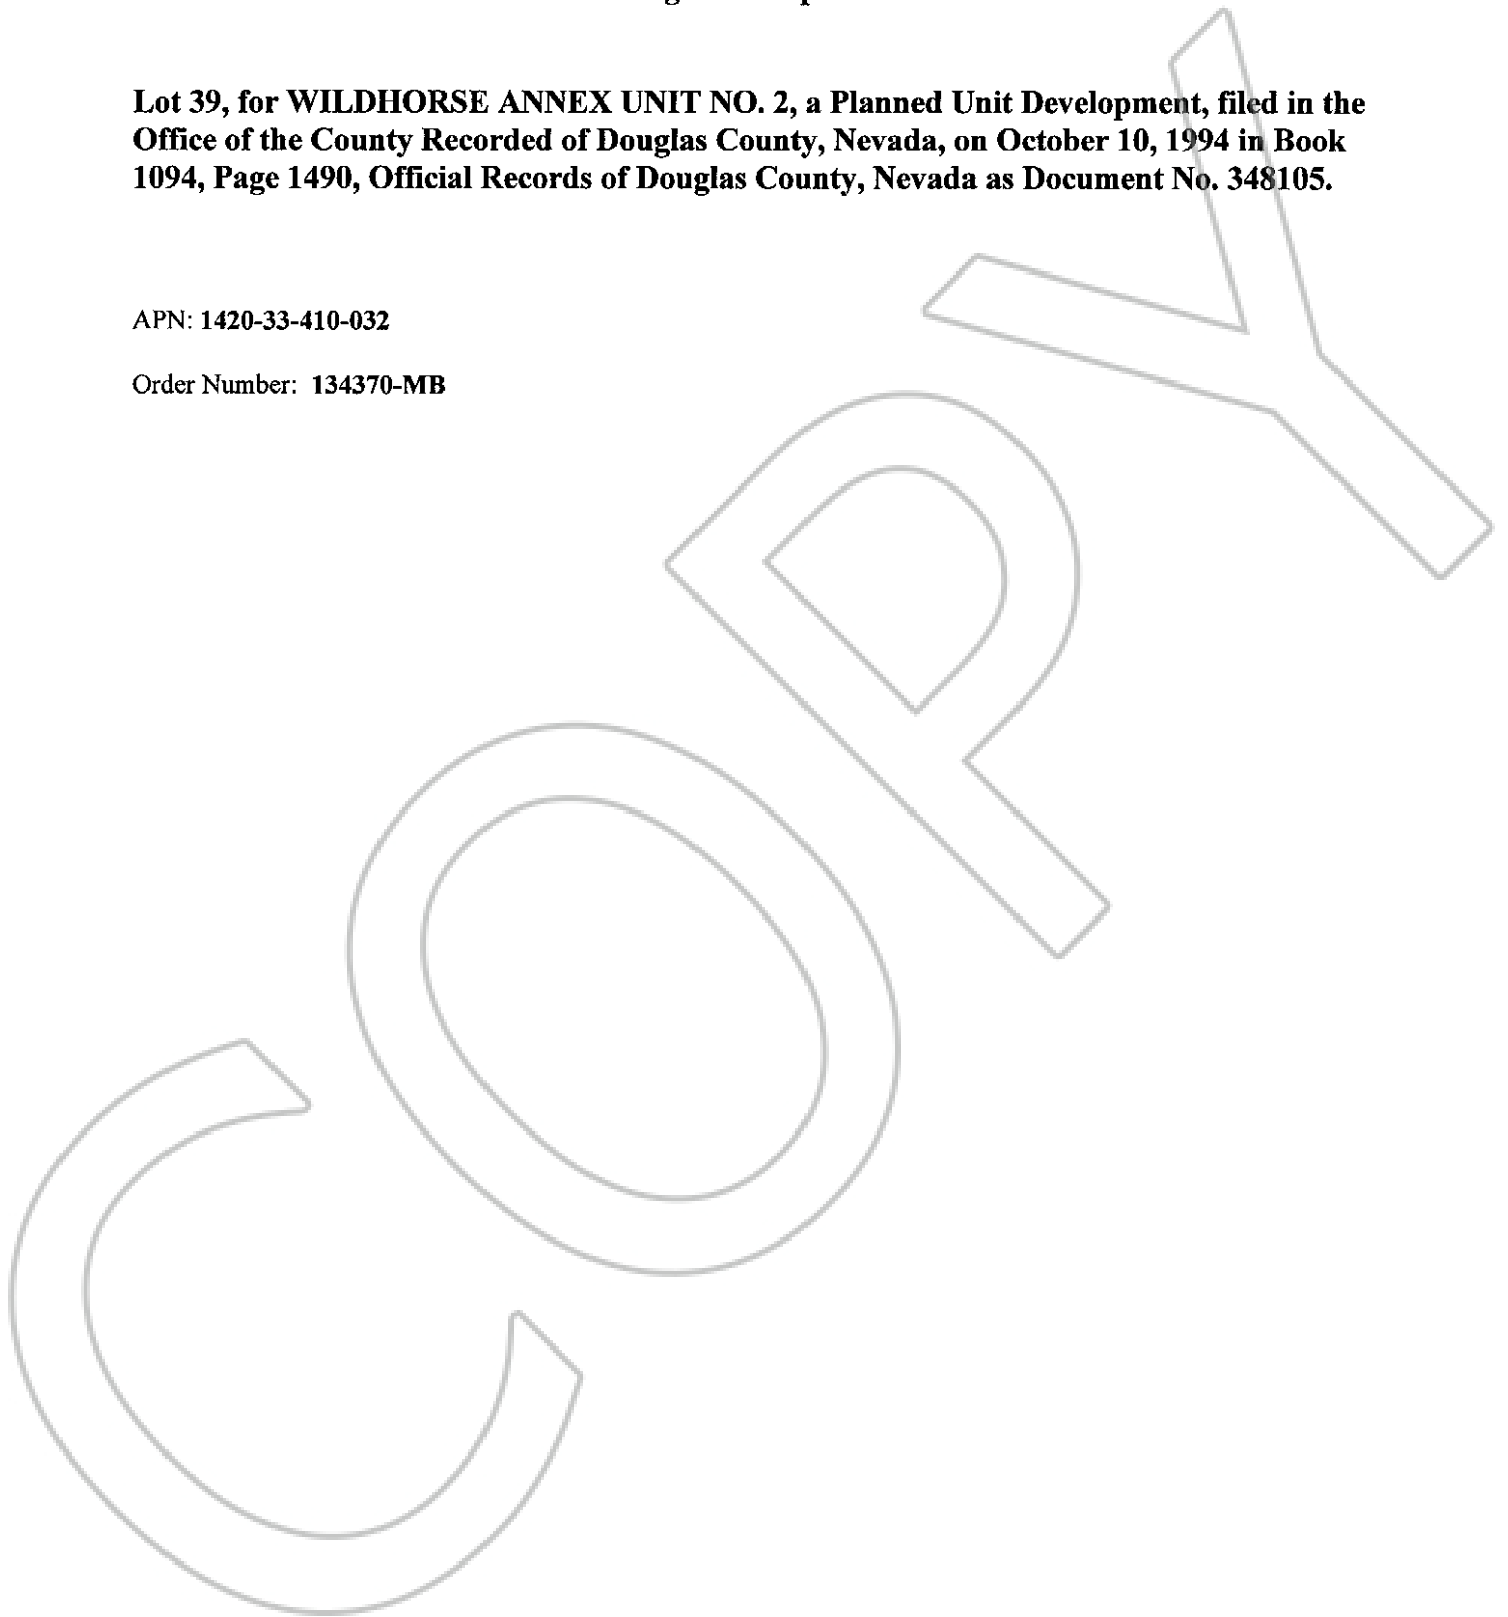 Lot 39, for WILDHORSE ANNEX UNIT NO. 2, a Planned Unit Development, filed in the
Office of the County Recorded of Douglas County, Nevada, on October 10, 1994 in Book
1094, Page 1490, Official Records of Douglas County, Nevada as Document No. 348105.
APN: 1420-33-410-032
Order Number: 134370-MB
COPY